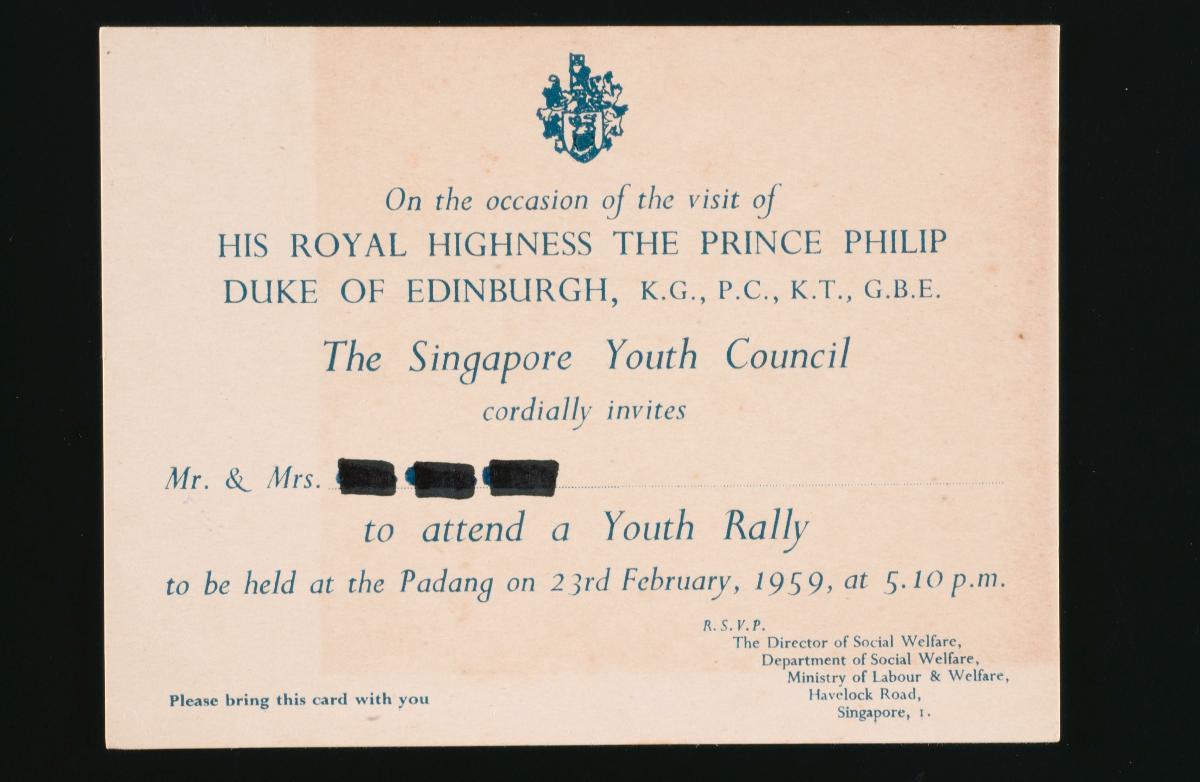 On the occasion of the visit of
HIS ROYAL HIGHNESS THE PRINCE PHILIP
DUKE OF EDINBURGH, K.G., P.C., K.T., G.B.E.
The Singapore Youth Council
cordially invites
Mr. & Mrs.
to attend a Youth Rally
to be held at the Padang on 23rd February, 1959, at 5.10 p.m.
R.S.V.P.
The Director of Social Welfare,
Department of Social Welfare,
Ministry of Labour & Welfare,
Havelock Road,
Singapore, 1.
Please bring this card with you